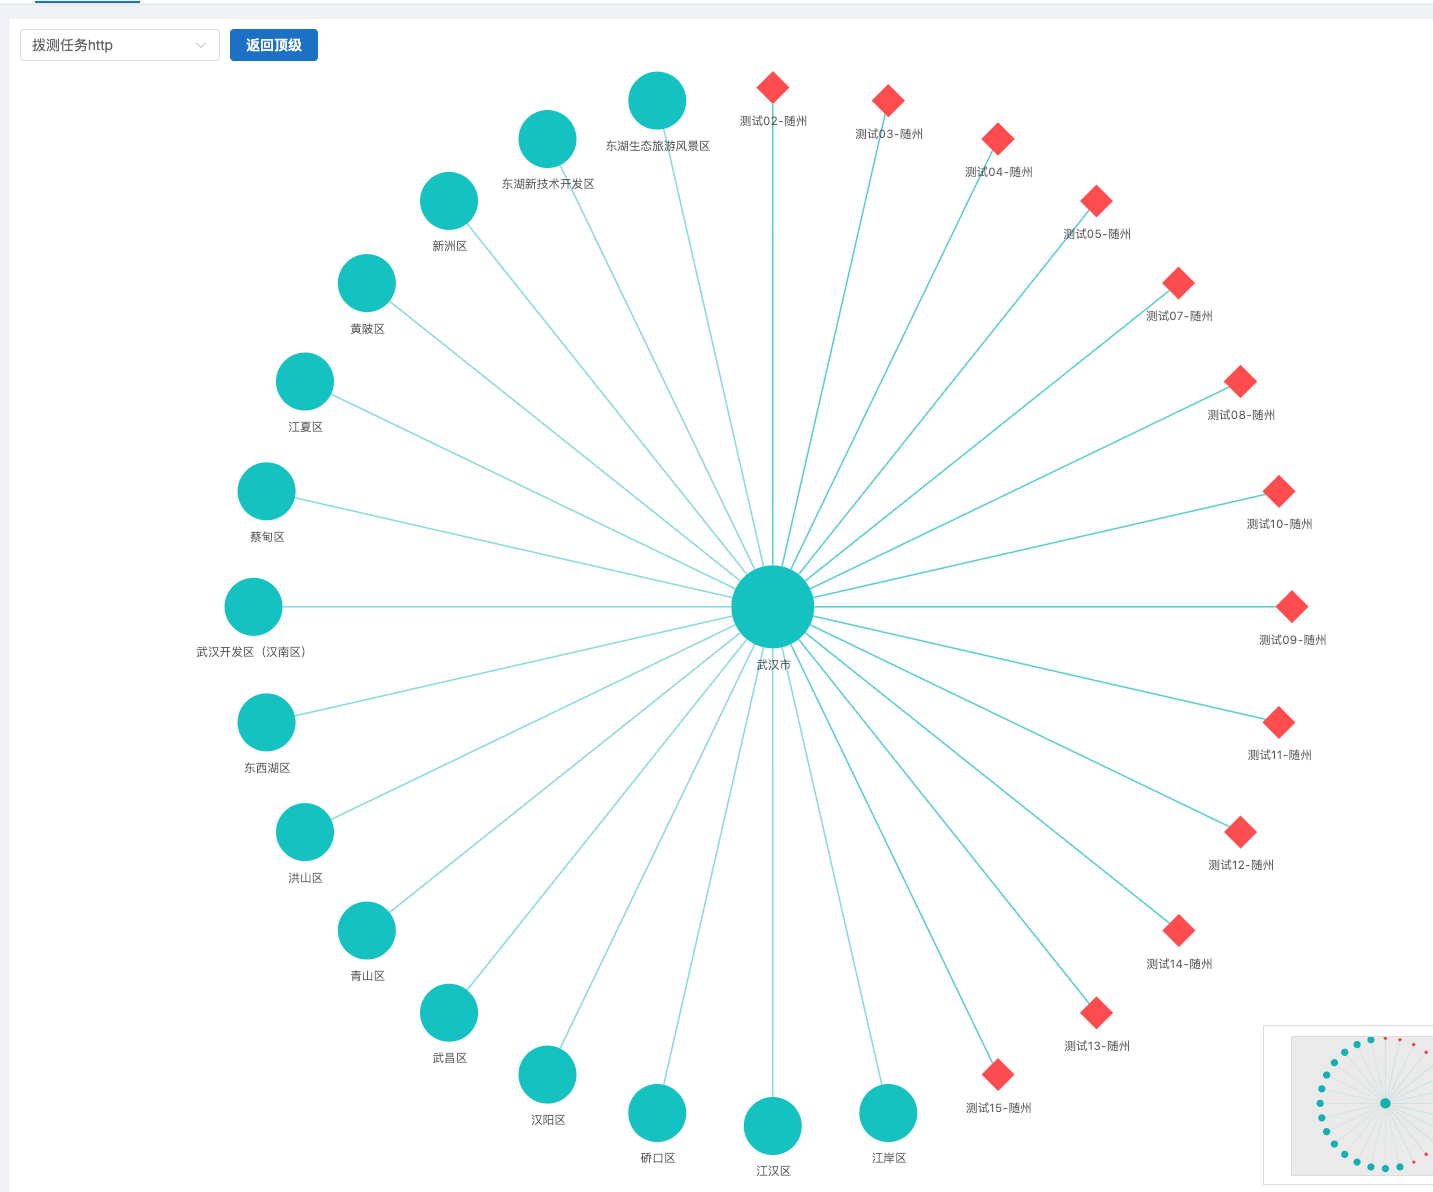 拨测任务http
返回顶级
测试02-随州
测试03-随州
东湖生态旅游风景区
测试04-随州
东湖新技术开发区
测试05-随州
新洲区
测试07-随州
黄陂区
测试08-随州
江夏区
测试10-随州
蔡甸区
测试09-随州
武汉开发区（汉南区）
武汉市
测试11-随州
东西湖区
测试12-随州
洪山区
测试14-随州
青山区
测试13-随州
武昌区
测试15-随州
汉阳区
硚口区
江岸区
江汉区